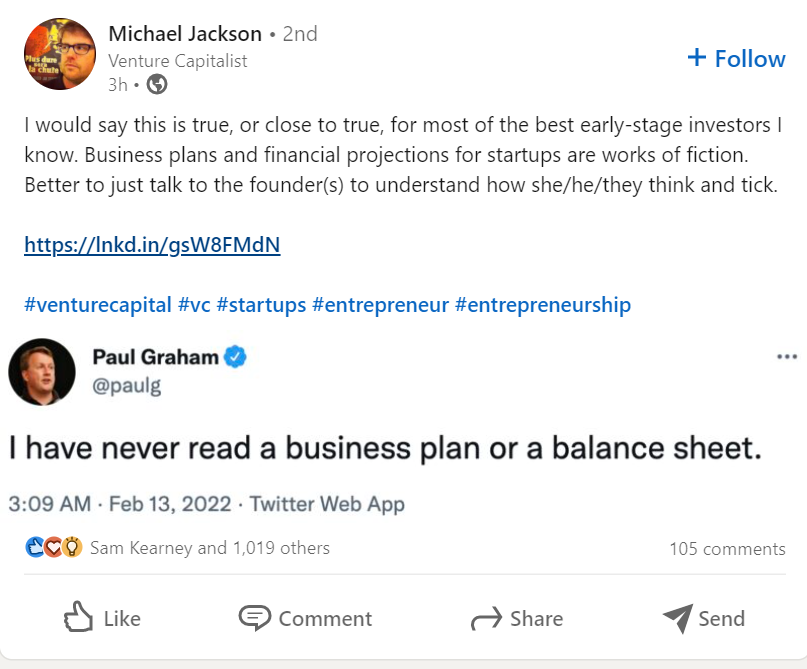 Michael Jackson • 2nd
Venture Capitalist
3h •
+ Follow
I would say this is true, or close to true, for most of the best early-stage investors I
know. Business plans and financial projections for startups are works of fiction.
Better to just talk to the founder(s) to understand how she/he/they think and tick.
https://lnkd.in/gsW8FMdN
#venturecapital #vc #startups #entrepreneur #entrepreneurship
Paul Graham
@paulg
I have never read a business plan or a balance sheet.
3:09 AM · Feb 13, 2022 · Twitter Web App
Sam Kearney and 1,019 others
105 comments
Like
Comment
Share
Send